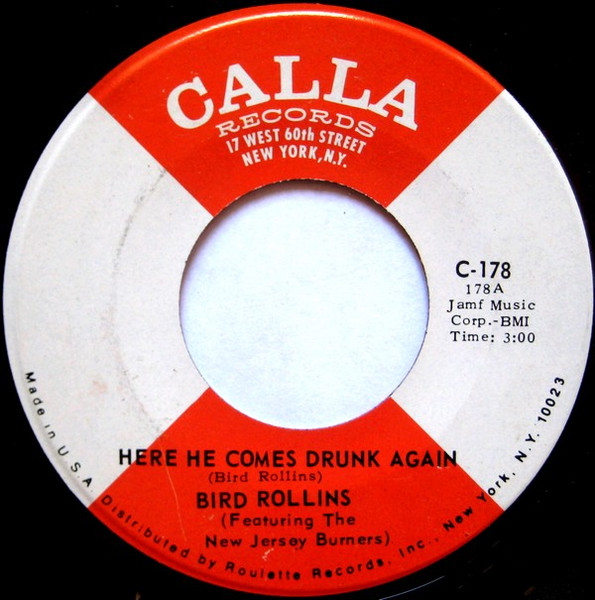 CALLA
RECORDS
17 WEST 60th STREET
NEW YORK, N.Y.
C-178
178A
Jamf Music
Corp.-BMI
Time: 3:00
HERE HE COMES DRUNK AGAIN
(Bird Rollins)
BIRD ROLLINS
(Featuring The
New Jersey Burners)
Made in U.S.A. Distributed by Roulette Records, Inc., New York, N.Y. 10023